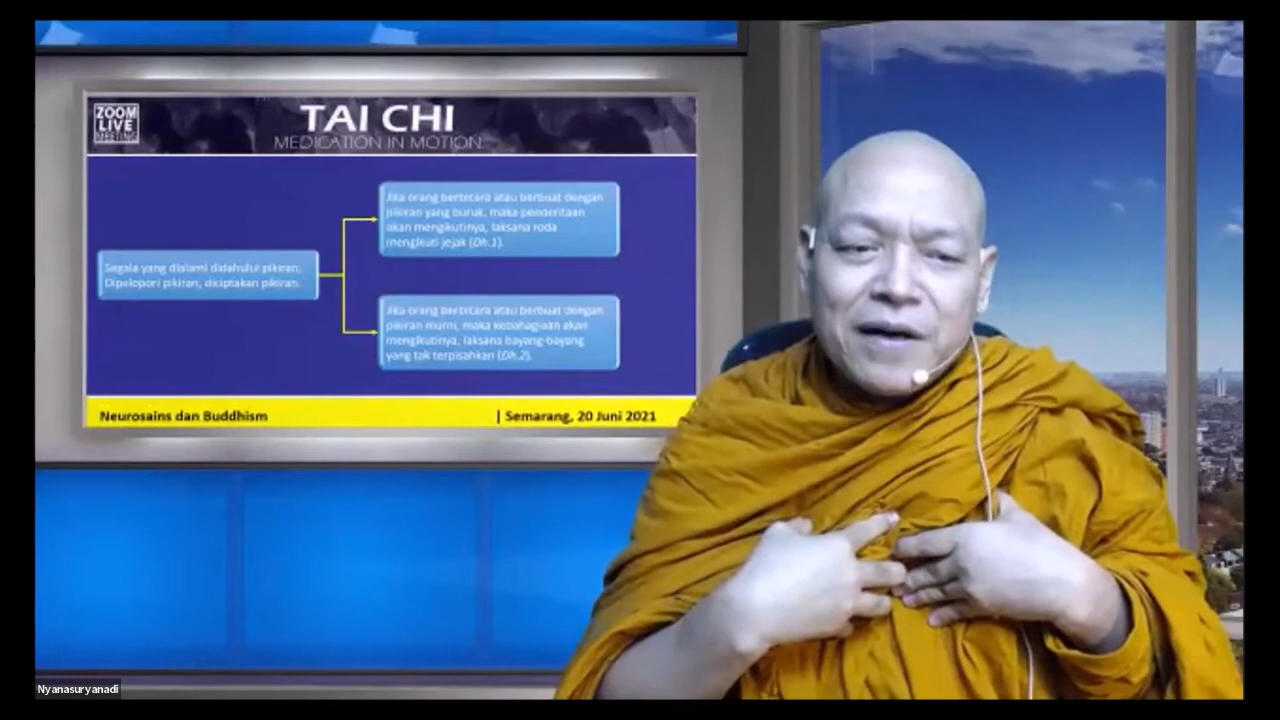 ZOOM
LIVE
MEETING
TAI CHI
MEDICATION IN MOTION
Segala yang dialami didahului pikiran,
Dipelopori pikiran, diciptakan pikiran.
Jika orang berbicara atau berbuat dengan
pikiran yang buruk, maka penderitaan
akan mengikutinya, laksana roda
mengikuti jejak (Dh.1).
Jika orang berbicara atau berbuat dengan
pikiran murni, maka kebahagiaan akan
mengikutinya, laksana bayang-bayang
yang tak terpisahkan (Dh.2).
Neurosains dan Buddhism
| Semarang, 20 Juni 2021
Nyanasuryanadi